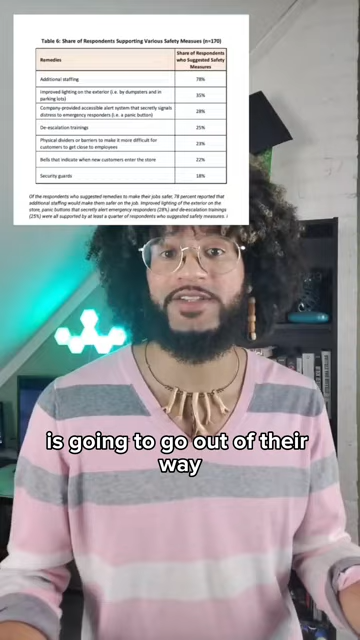 Table 6: Share of Respondents Supporting Various Safety Measues (n=170)
Remedies
Share of Respondents
who Suggested Safety
Measures
Additional staffing
78%
Improved lighting on the exterior (i.e. by dumpsters and in
parking lots)
35%
Company-provided accessible alert system that secretly signals
distress to emergency responders (i.e. a panic button)
28%
De-escalation trainings
25%
Physical dividers or barriers to make it more difficult for
customers to get close to employees
23%
Bells that indicate when new customers enter the store
22%
Security guards
18%
Of the respondents who suggested remedies to make their jobs safer, 78 percent reported that
additional staffing would make them safer on the job. Improved lighting of the exterior on the
store, panic buttons that secretly alert emergency responders (28%) and de-escalation trainings
(25%) were all supported by at least a quarter of respondents who suggested safety measures.
is going to go out of their
way